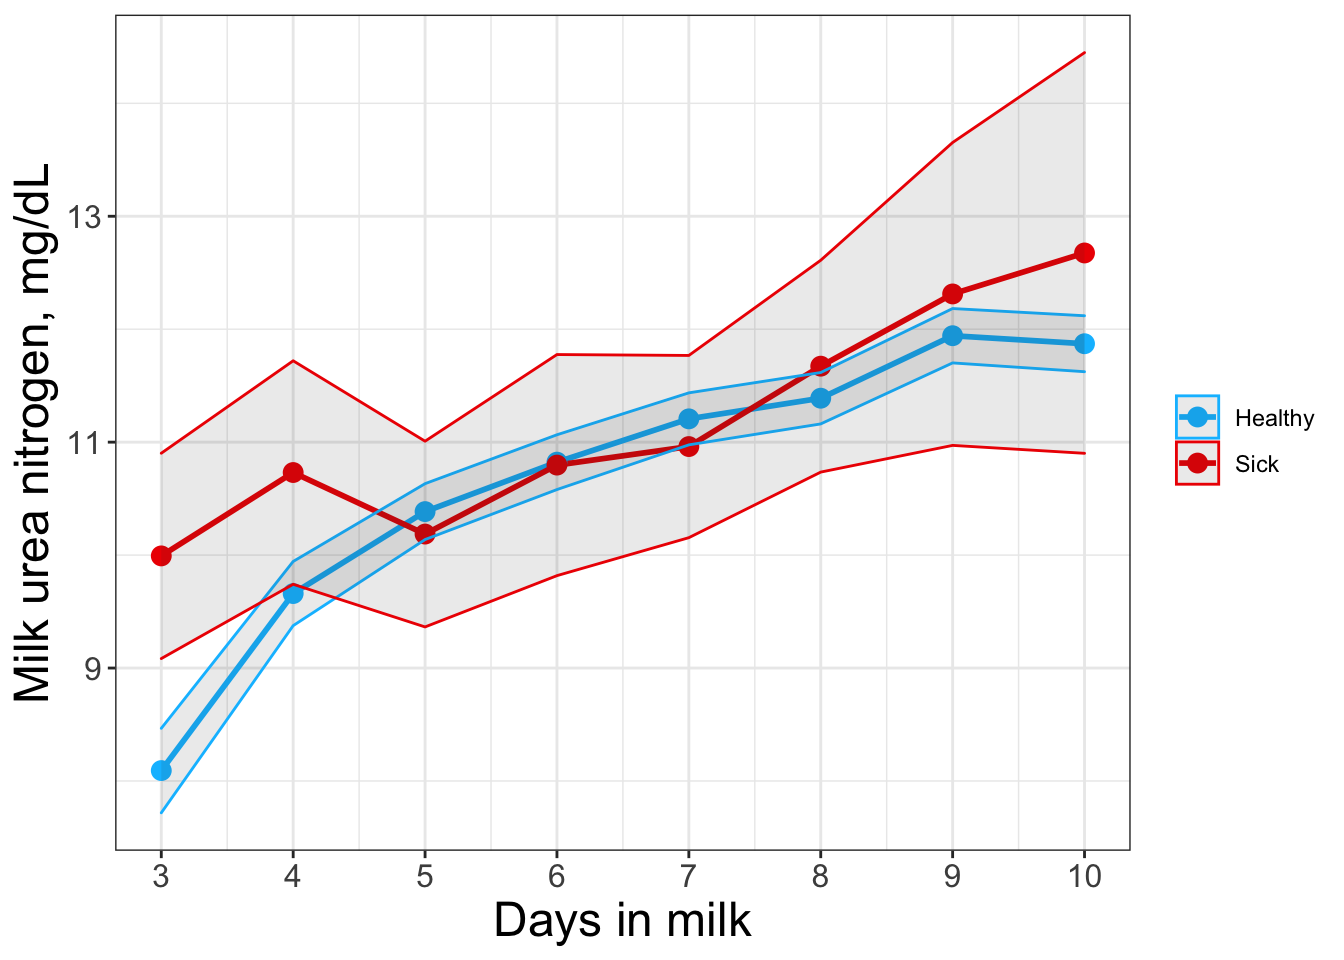 Milk urea nitrogen, mg/dL
13
11
9
3 4 5 6 7 8 9 10
Days in milk
Healthy
Sick